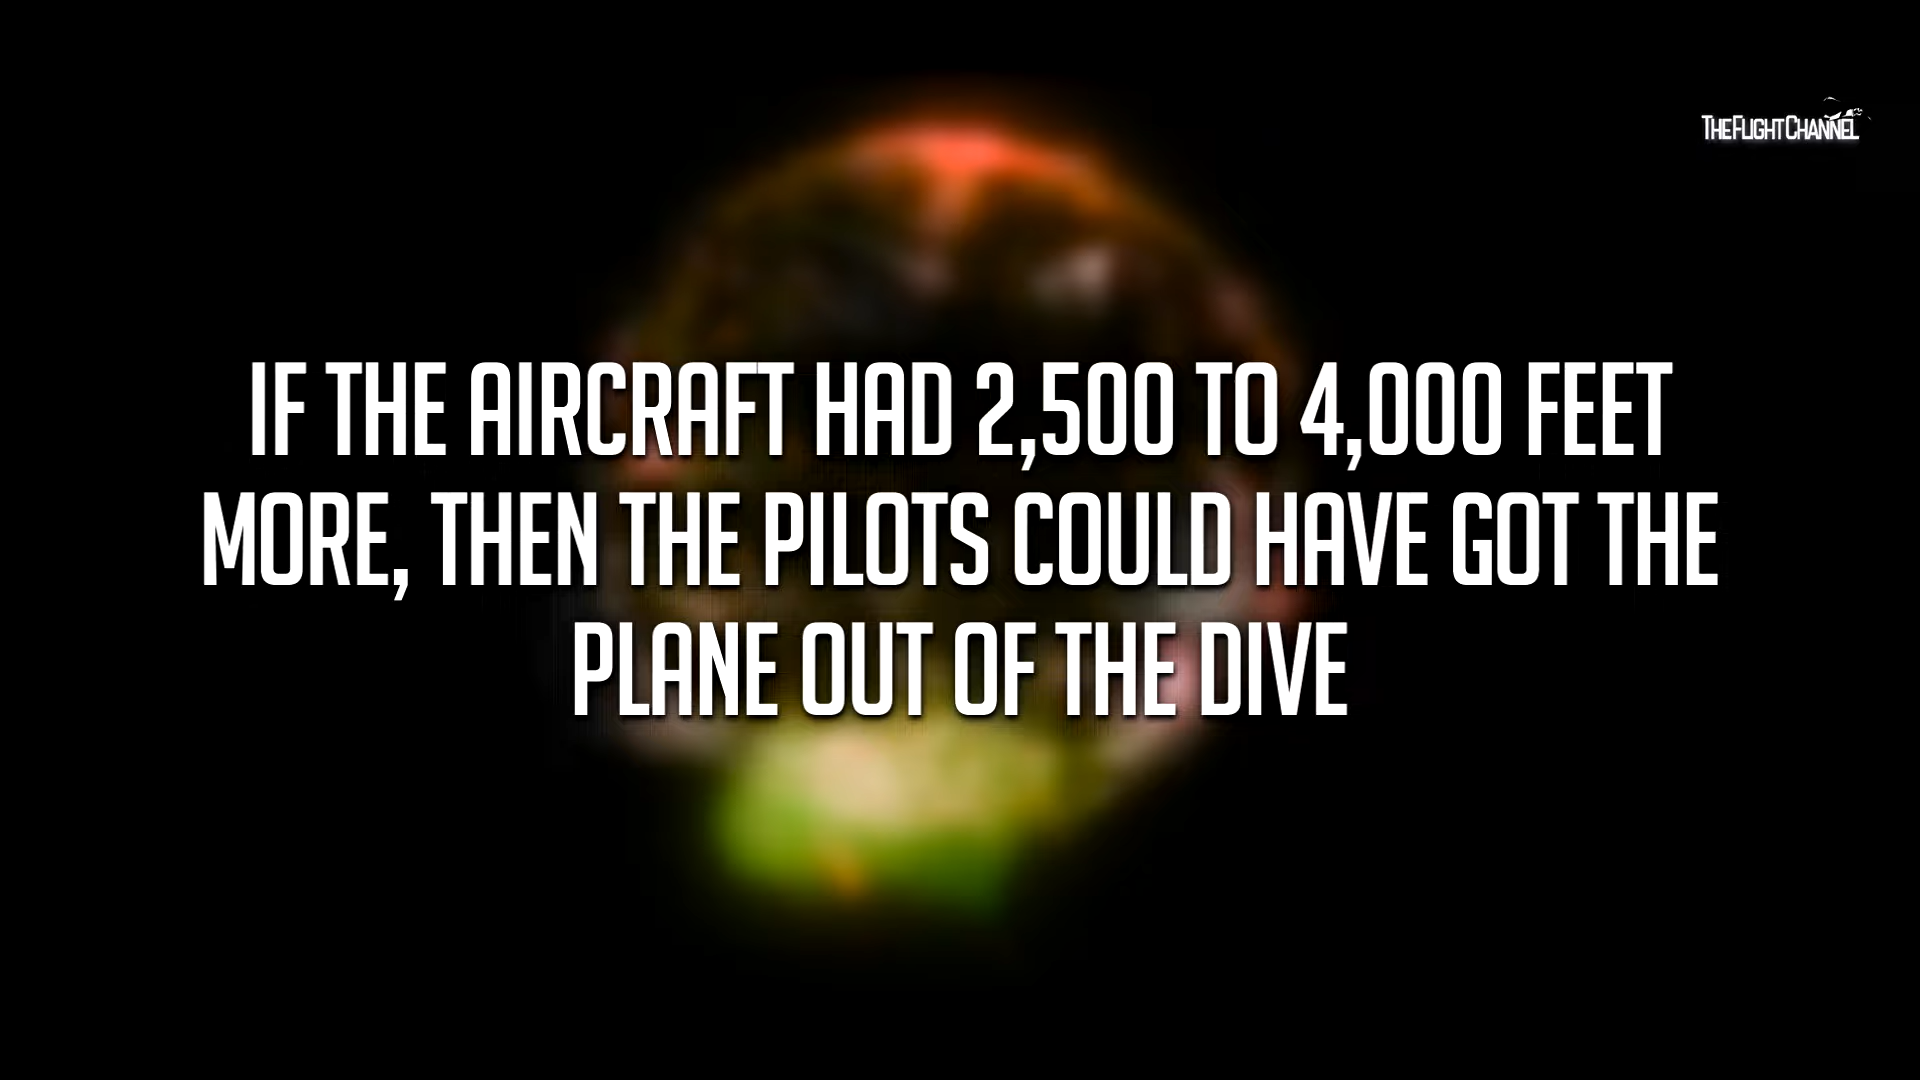 THEFLIGHTCHANNEL
IF THE AIRCRAFT HAD 2,500 TO 4,000 FEET
MORE, THEN THE PILOTS COULD HAVE GOT THE
PLANE OUT OF THE DIVE